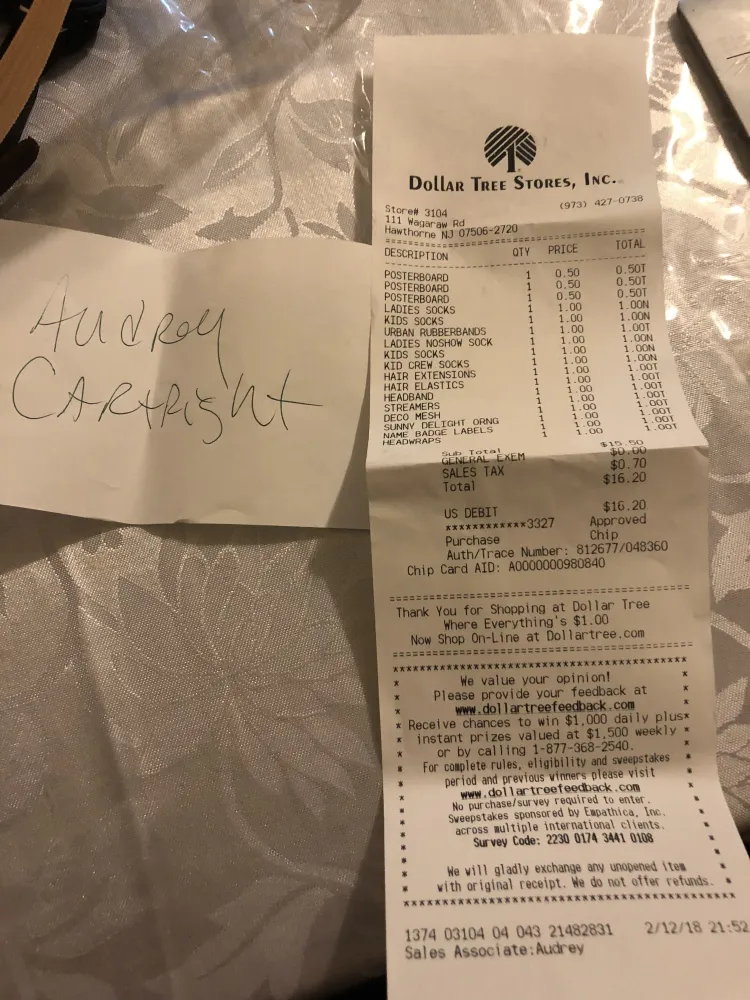 Audrey
Cartright
Dollar Tree Stores, Inc.
Store# 3104 (973) 427-0738
111 Wagaraw Rd
Hawthorne NJ 07506-2720
DESCRIPTION QTY PRICE TOTAL
POSTERBOARD 1 0.50 0.50T
POSTERBOARD 1 0.50 0.50T
POSTERBOARD 1 0.50 0.50T
LADIES SOCKS 1 1.00 1.00N
KIDS SOCKS 1 1.00 1.00N
URBAN RUBBERBANDS 1 1.00 1.00T
LADIES NOSHOW SOCK 1 1.00 1.00N
KIDS SOCKS 1 1.00 1.00N
KID CREW SOCKS 1 1.00 1.00N
HAIR EXTENSIONS 1 1.00 1.00T
HAIR ELASTICS 1 1.00 1.00T
HEADBAND 1 1.00 1.00T
STREAMERS 1 1.00 1.00T
DECO MESH 1 1.00 1.00T
SUNNY DELIGHT ORNG 1 1.00 1.00T
NAME BADGE LABELS 1 1.00 1.00T
HEADWRAPS 1 1.00 1.00T
Sub Total $15.50
GENERAL EXEM $0.00
SALES TAX $0.70
Total $16.20
US DEBIT $16.20
************3327 Approved
Purchase Chip
Auth/Trace Number: 812677/048360
Chip Card AID: A0000000980840
Thank You for Shopping at Dollar Tree
Where Everything's $1.00
Now Shop On-Line at Dollartree.com
We value your opinion!
Please provide your feedback at
www.dollartreefeedback.com
Receive chances to win $1,000 daily plus
instant prizes valued at $1,500 weekly
or by calling 1-877-368-2540.
For complete rules, eligibility and sweepstakes
period and previous winners please visit
www.dollartreefeedback.com
No purchase/survey required to enter.
Sweepstakes sponsored by Empathica, Inc.
across multiple international clients.
Survey Code: 2230 0174 3441 0108
We will gladly exchange any unopened item
with original receipt. We do not offer refunds.
1374 03104 04 043 21482831 2/12/18 21:52
Sales Associate:Audrey